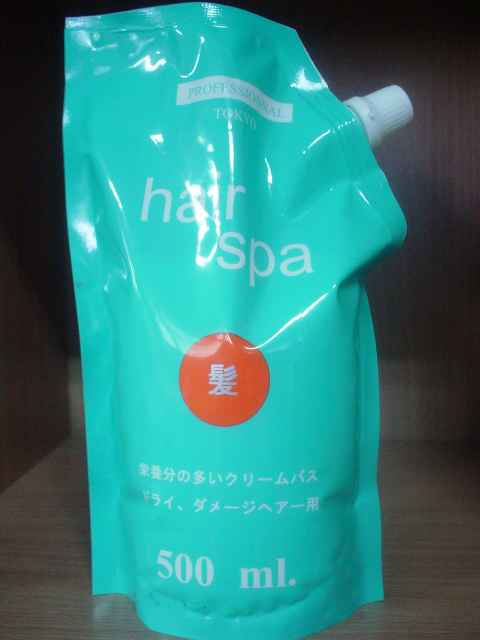 PROFESSIONAL
TOKYO
hair
spa
髪
栄養分の多いクリームバス
ドライ、ダメージヘアー用
500 ml.